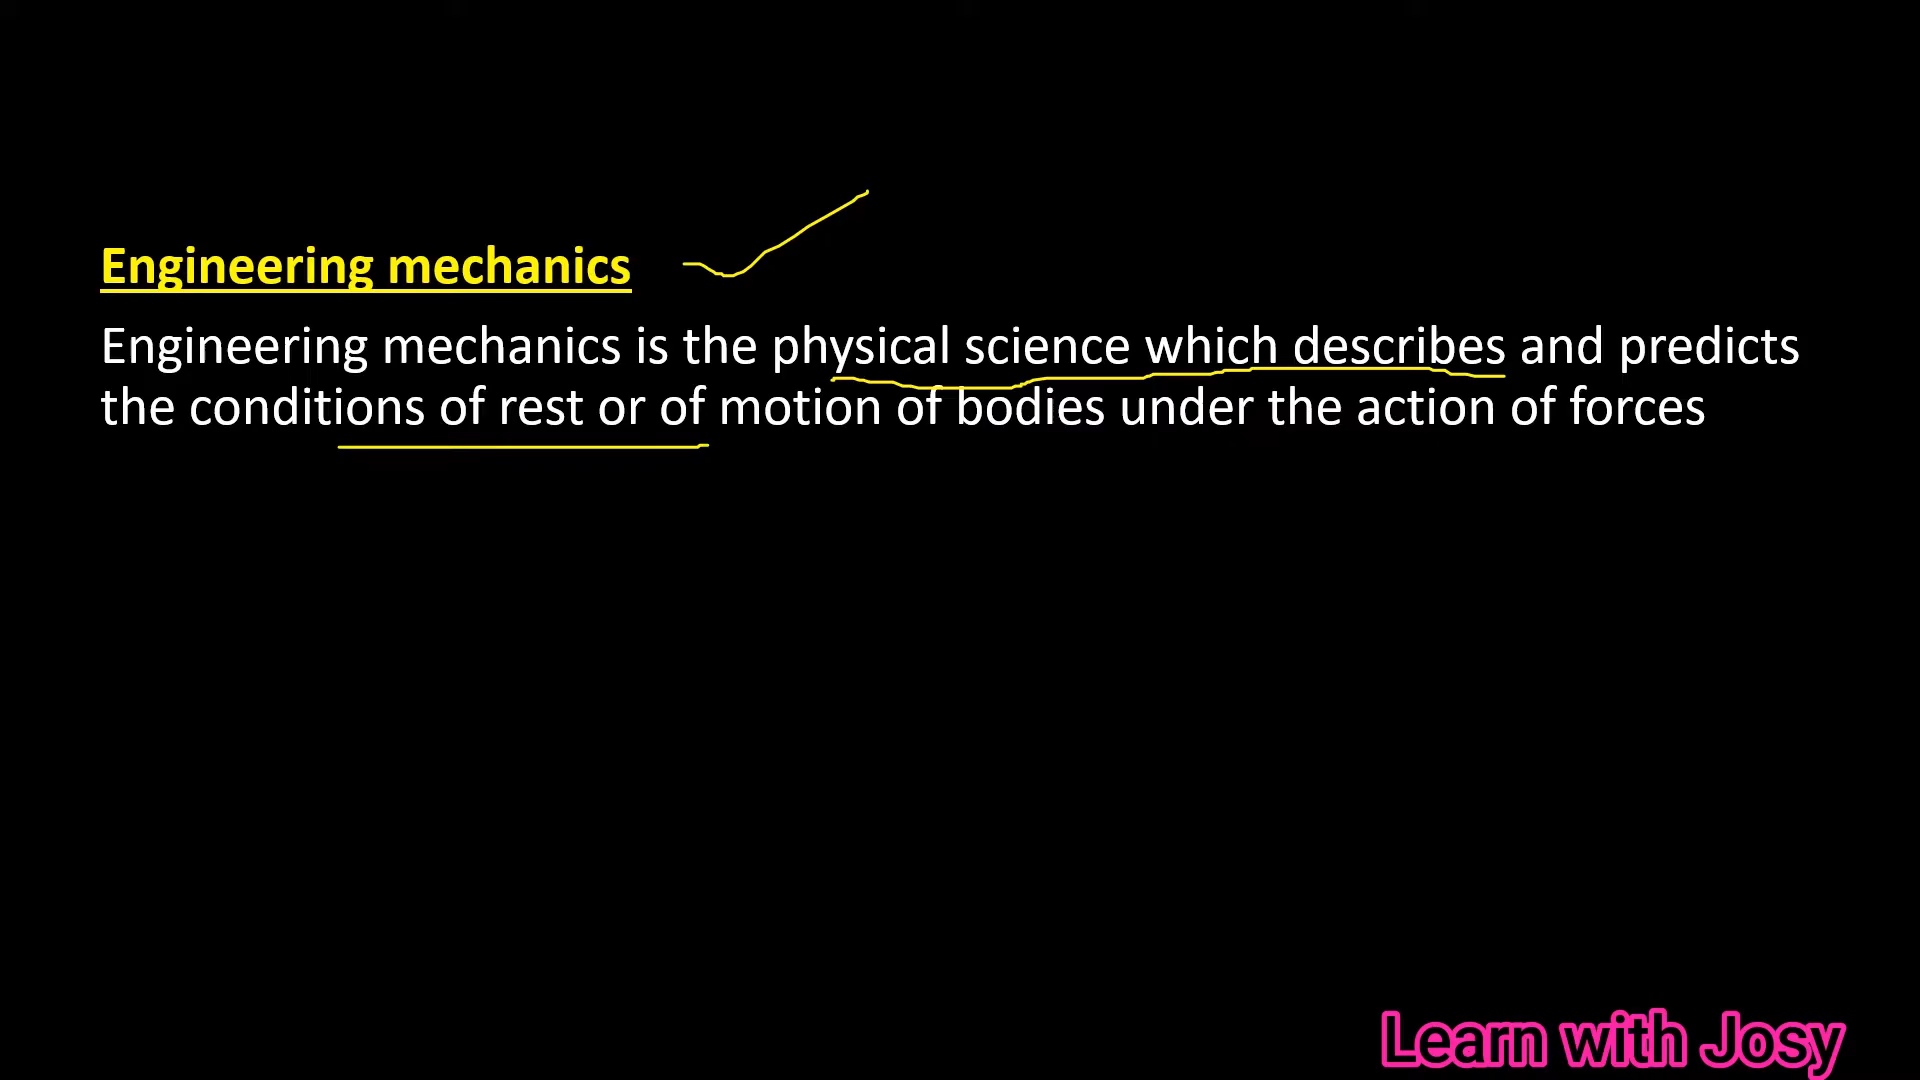 Engineering mechanics
Engineering mechanics is the physical science which describes and predicts
the conditions of rest or of motion of bodies under the action of forces
Learn with Josy